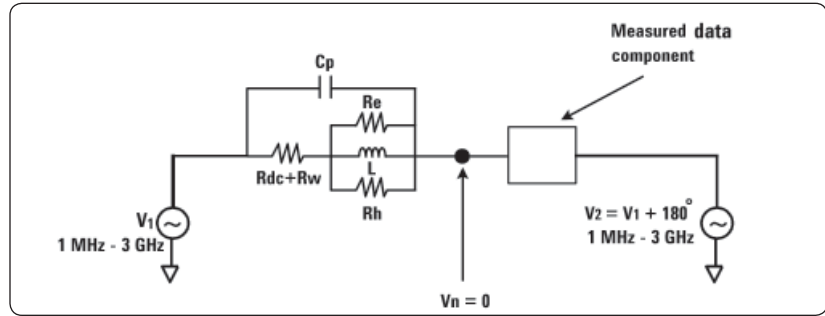 Measured data
component
Cp
Re
L
Rdc+Rw
Rh
V1
1 MHz - 3 GHz
V2 = V1 + 180°
1 MHz - 3 GHz
Vn = 0